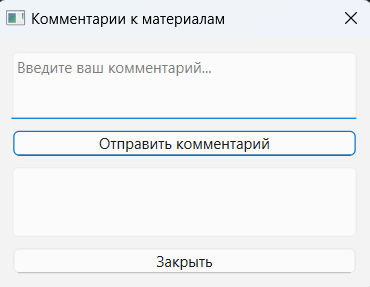 Комментарии к материалам
Введите ваш комментарий...
Отправить комментарий
Закрыть